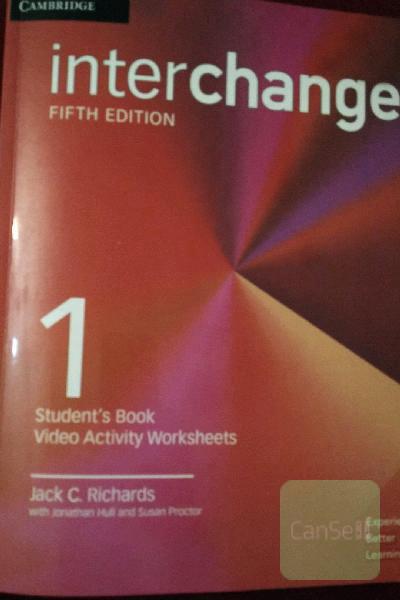 CAMBRIDGE
interchange
FIFTH EDITION
1
Student's Book
Video Activity Worksheets
Jack C. Richards
with Jonathan Hull and Susan Proctor
Better
Learning